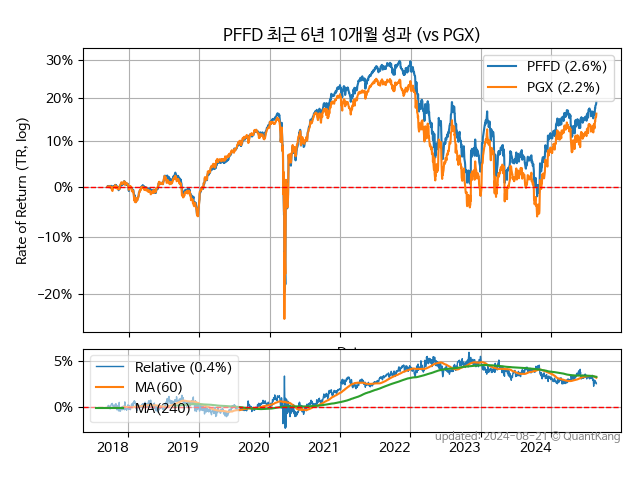 PFFD 최근 6년 10개월 성과 (vs PGX)
30%
20%
10%
0%
−10%
−20%
Rate of Return (TR, log)
PFFD (2.6%)
PGX (2.2%)
5%
0%
Relative (0.4%)
MA(60)
MA(240)
updated: 2024-08-21 © QuantKang
2018 2019 2020 2021 2022 2023 2024